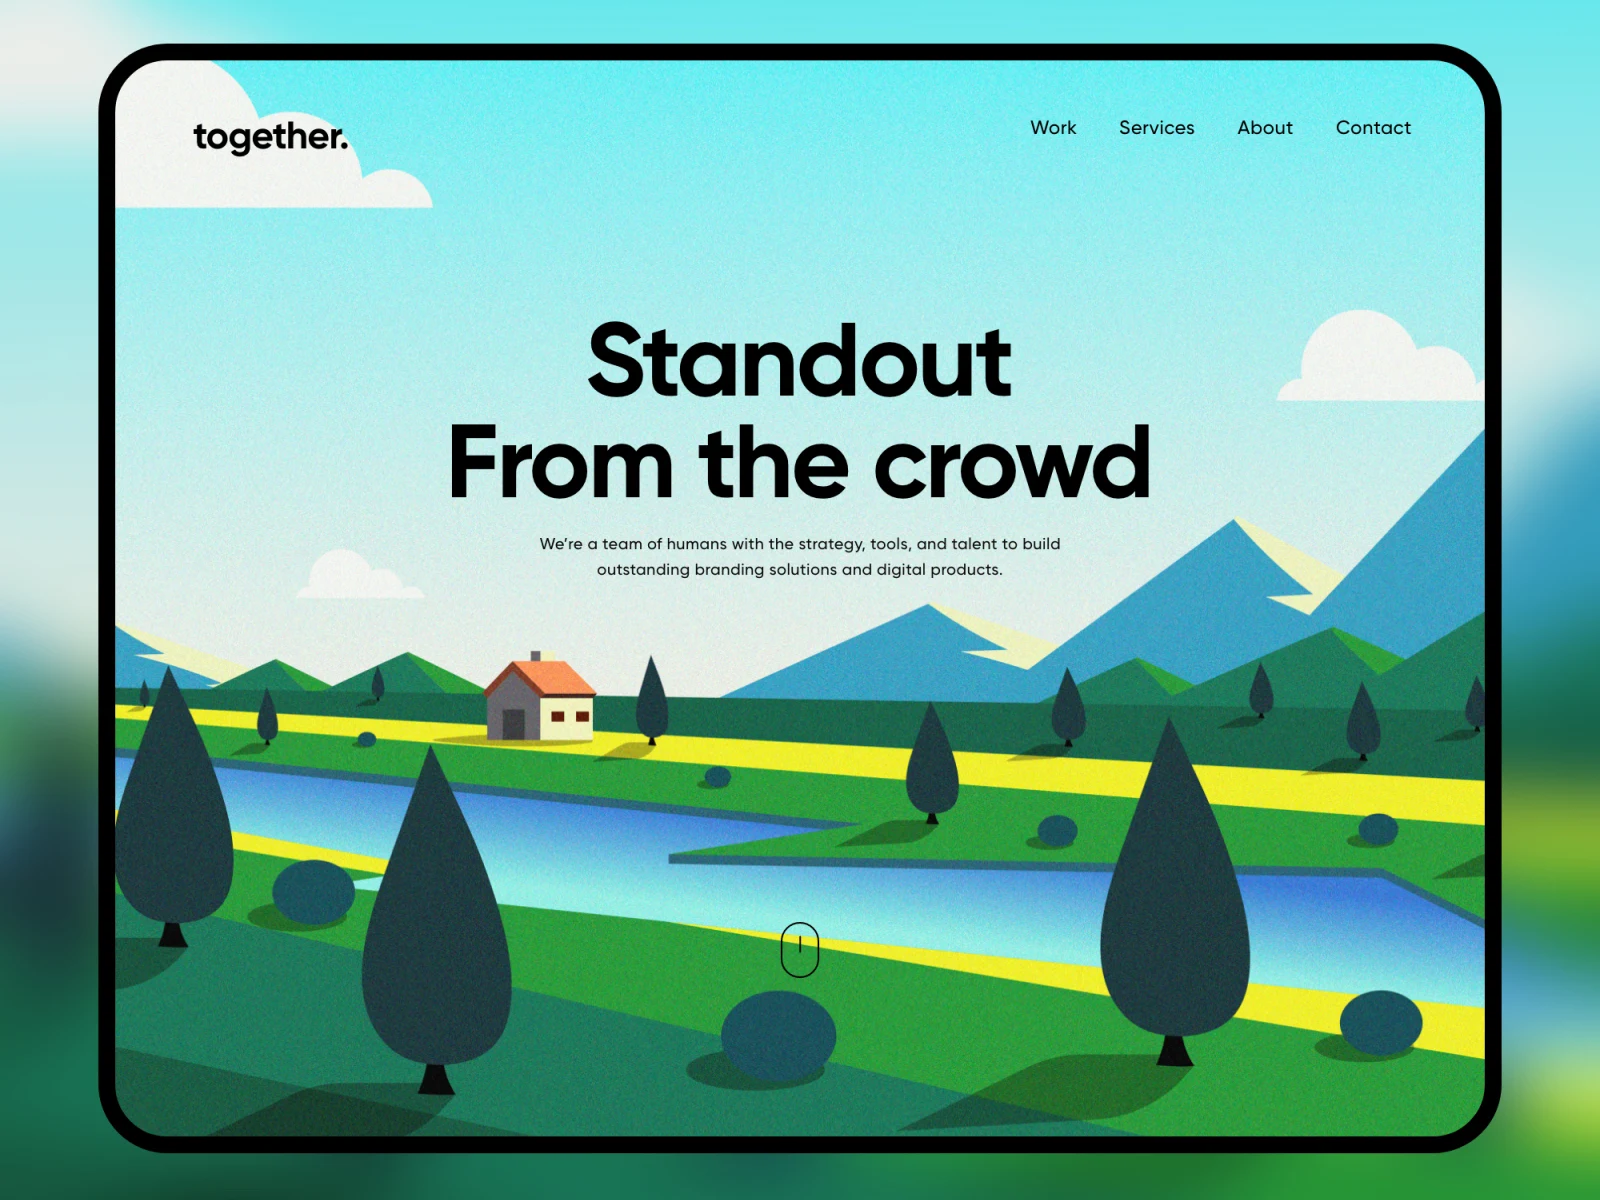 together.
Work Services About Contact
Standout
From the crowd
We’re a team of humans with the strategy, tools, and talent to build
outstanding branding solutions and digital products.